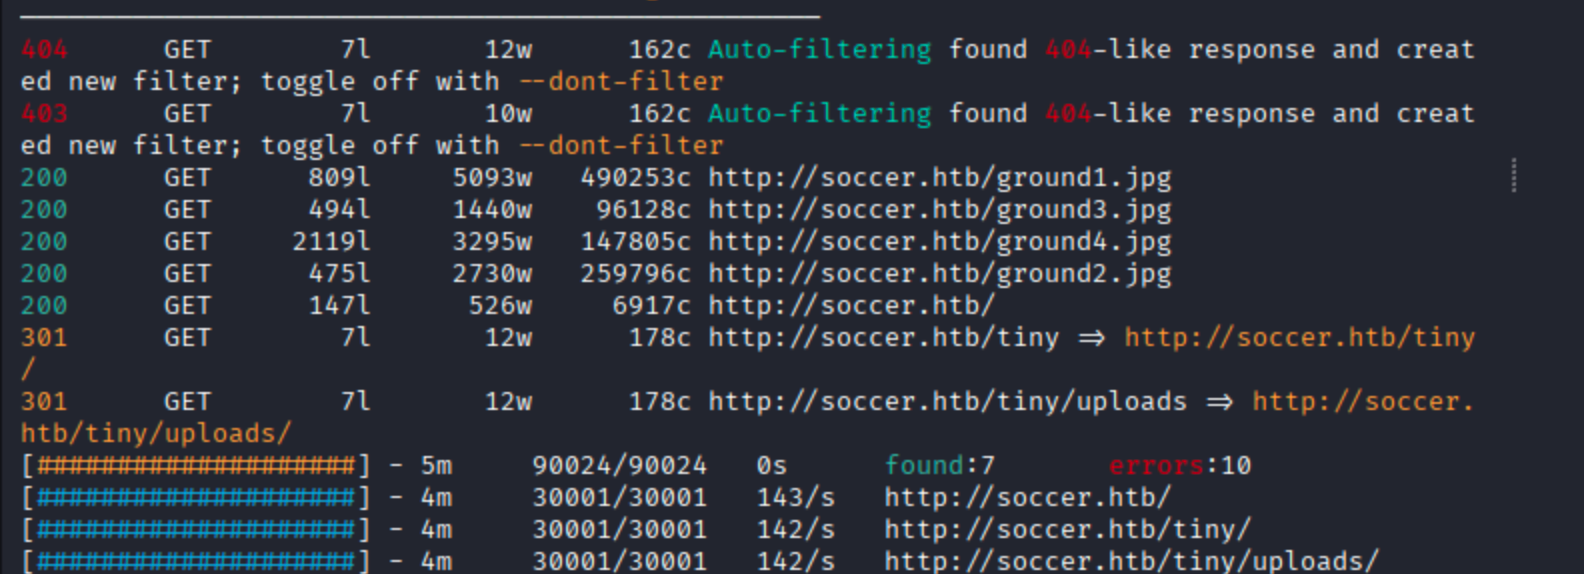 404 GET 7l 12w 162c Auto-filtering found 404-like response and creat
ed new filter; toggle off with --dont-filter
403 GET 7l 10w 162c Auto-filtering found 404-like response and creat
ed new filter; toggle off with --dont-filter
200 GET 809l 5093w 490253c http://soccer.htb/ground1.jpg
200 GET 494l 1440w 96128c http://soccer.htb/ground3.jpg
200 GET 2119l 3295w 147805c http://soccer.htb/ground4.jpg
200 GET 475l 2730w 259796c http://soccer.htb/ground2.jpg
200 GET 147l 526w 6917c http://soccer.htb/
301 GET 7l 12w 178c http://soccer.htb/tiny => http://soccer.htb/tiny
/
301 GET 7l 12w 178c http://soccer.htb/tiny/uploads => http://soccer.
htb/tiny/uploads/
[####################] - 5m 90024/90024 0s found:7 errors:10
[####################] - 4m 30001/30001 143/s http://soccer.htb/
[####################] - 4m 30001/30001 142/s http://soccer.htb/tiny/
[####################] - 4m 30001/30001 142/s http://soccer.htb/tiny/uploads/